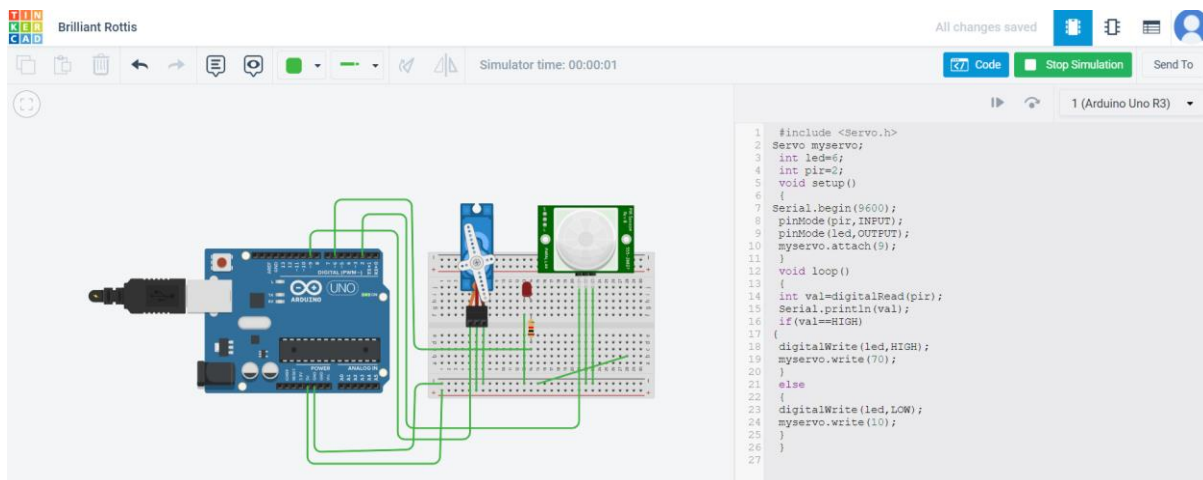 TIN
KER
CAD
Brilliant Rottis
All changes saved
Simulator time: 00:00:01
Code
Stop Simulation
Send To
1 (Arduino Uno R3)
DIGITAL (PWM~)
UNO
ARDUINO
POWER
ANALOG IN
1 #include <Servo.h>
2 Servo myservo;
3 int led=6;
4 int pir=2;
5 void setup()
6 {
7 Serial.begin(9600);
8 pinMode(pir,INPUT);
9 pinMode(led,OUTPUT);
10 myservo.attach(9);
11 }
12 void loop()
13 {
14 int val=digitalRead(pir);
15 Serial.println(val);
16 if(val==HIGH)
17 {
18 digitalWrite(led,HIGH);
19 myservo.write(70);
20 }
21 else
22 {
23 digitalWrite(led,LOW);
24 myservo.write(10);
25 }
26 }
27